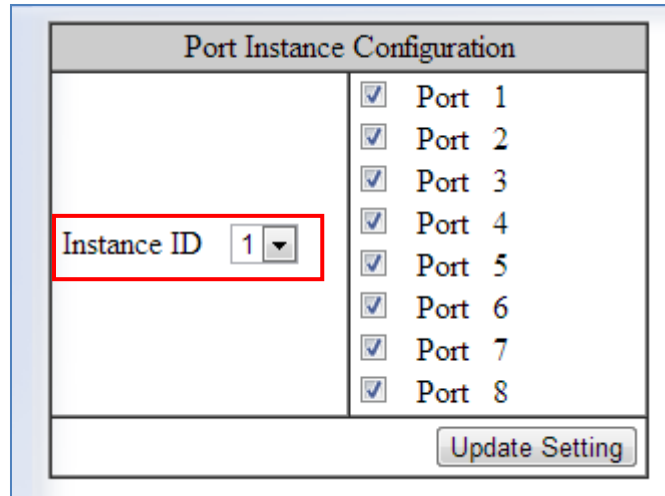 Port Instance Configuration
Port 1
Port 2
Port 3
Port 4
Instance ID 1
Port 5
Port 6
Port 7
Port 8
Update Setting